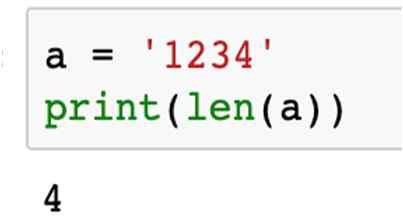 a = '1234'
print(len(a))
4